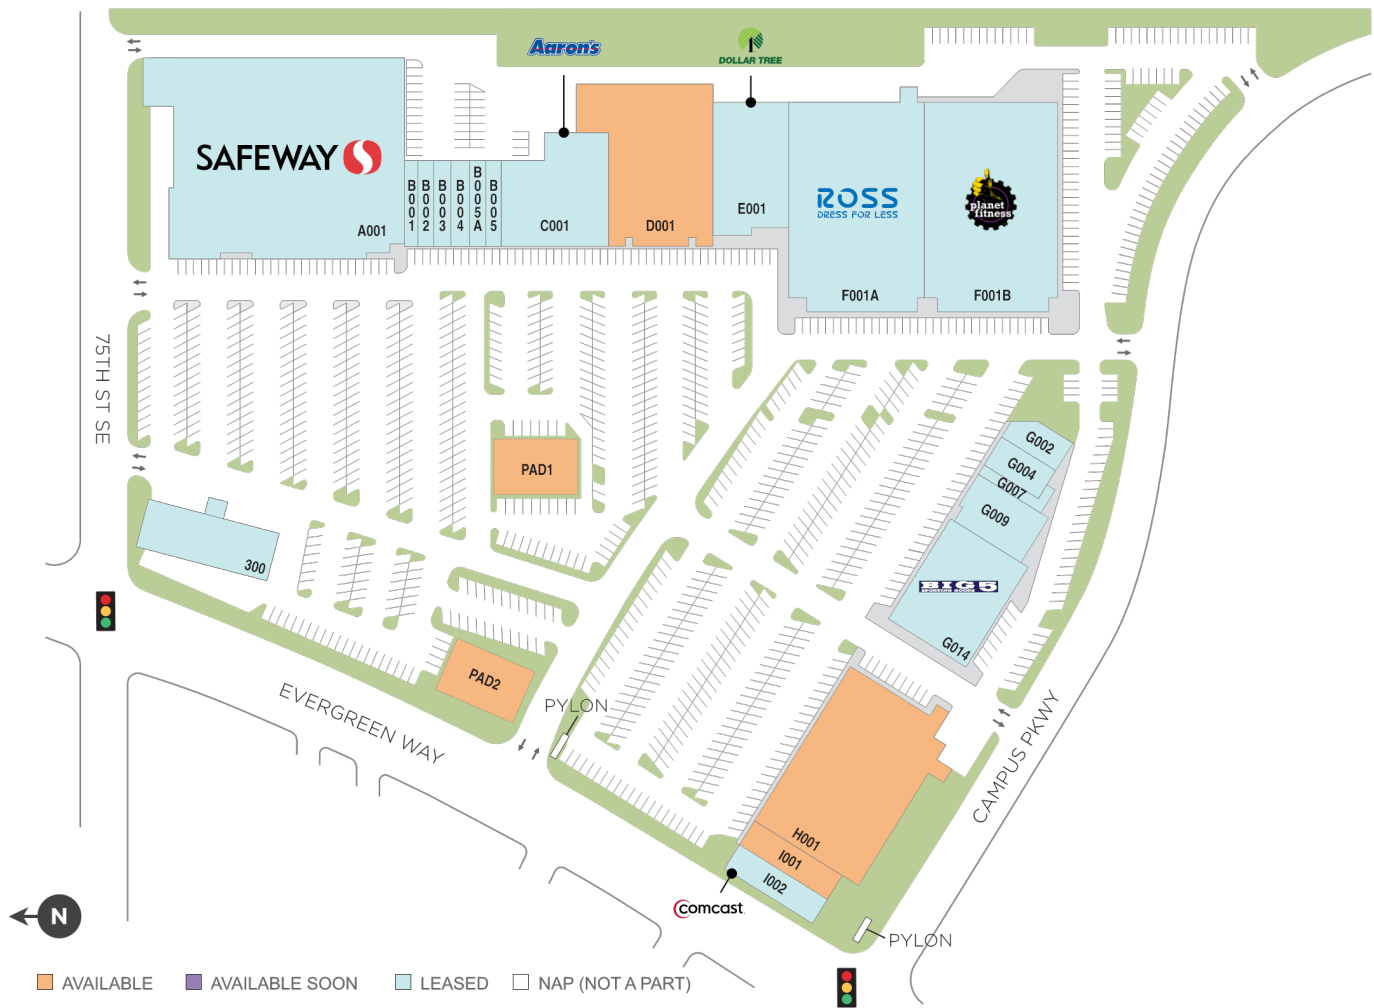 Aaron's
DOLLAR TREE
SAFEWAY
A001
B001
B002
B003
B004
B005A
B005
C001
D001
E001
ROSS
DRESS FOR LESS
F001A
planet
fitness
F001B
75TH ST SE
PAD1
G002
G004
G007
G009
BIG 5
SPORTING GOODS
G014
300
PAD2
PYLON
EVERGREEN WAY
CAMPUS PKWY
H001
I001
I002
comcast
PYLON
N
AVAILABLE
AVAILABLE SOON
LEASED
NAP (NOT A PART)